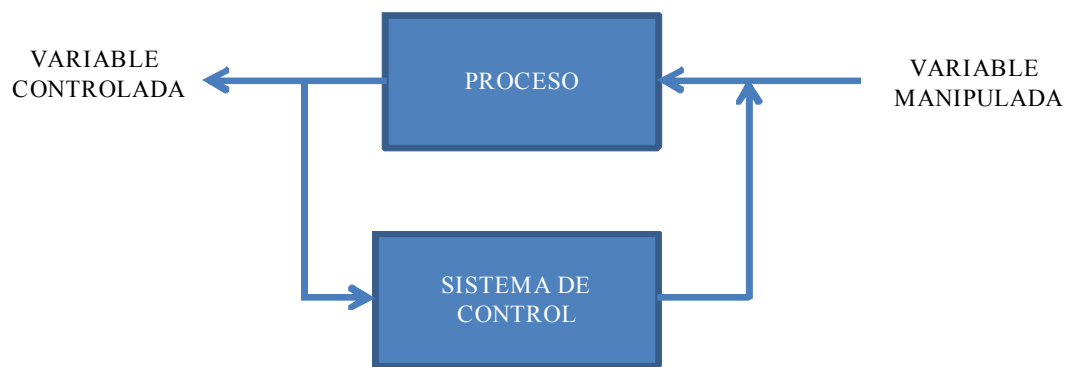 VARIABLE
CONTROLADA
PROCESO
VARIABLE
MANIPULADA
SISTEMA DE
CONTROL